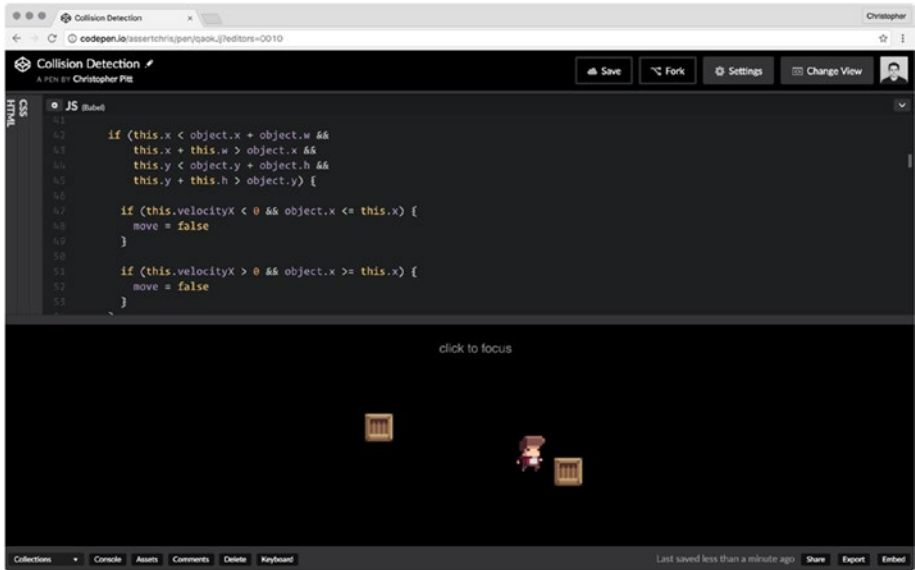 Collision Detection
Christopher
codepen.io/assertchris/pen/qaokJj?editors=0010
Collision Detection
A PEN BY Christopher Pitt
Save
Fork
Settings
Change View
HTML
CSS
JS (Babel)
41
42 if (this.x < object.x + object.w &&
43 this.x + this.w > object.x &&
44 this.y < object.y + object.h &&
45 this.y + this.h > object.y) {
46
47 if (this.velocityX < 0 && object.x <= this.x) {
48 move = false
49 }
50
51 if (this.velocityX > 0 && object.x >= this.x) {
52 move = false
53 }
click to focus
Collections
Console
Assets
Comments
Delete
Keyboard
Last saved less than a minute ago
Share
Export
Embed